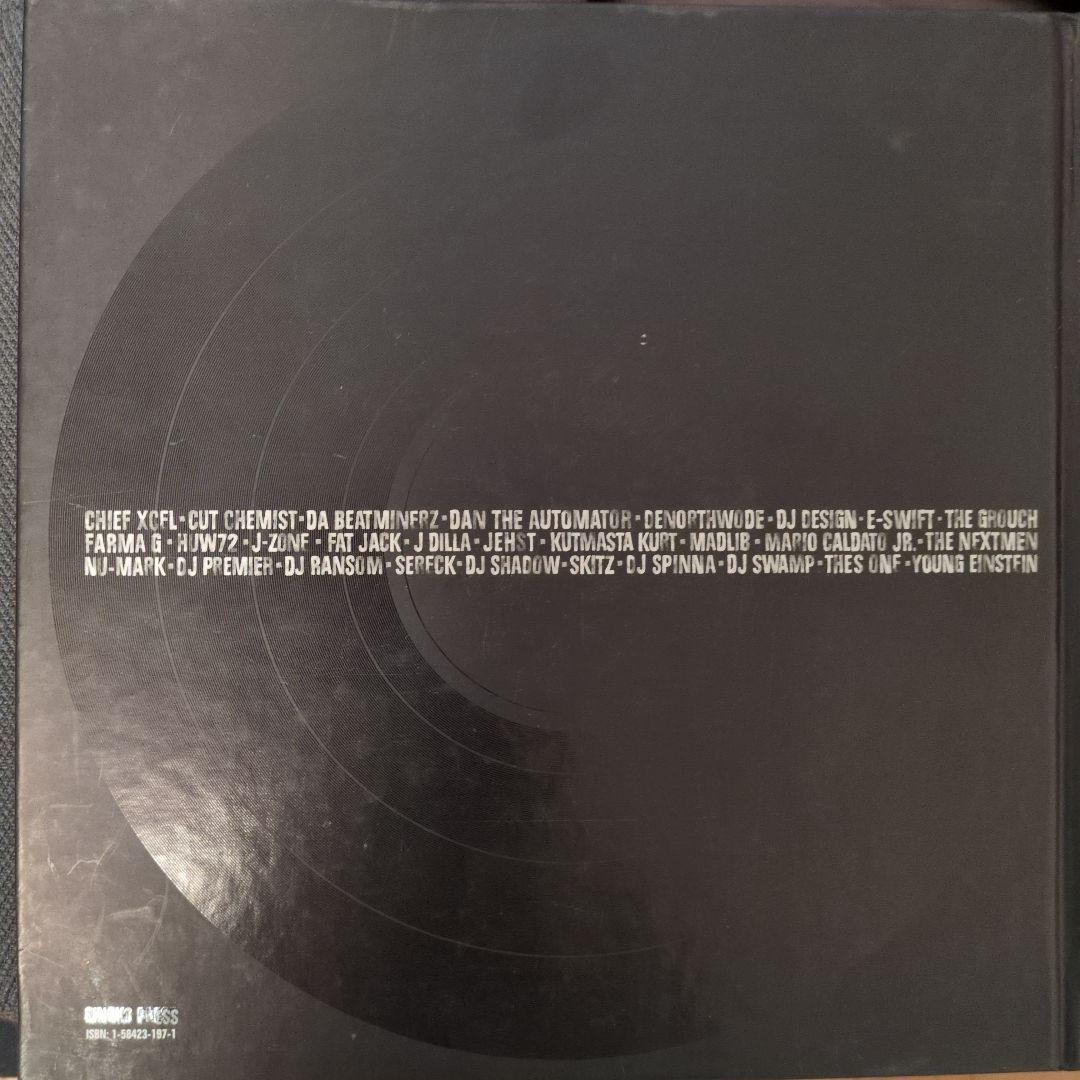 CHIEF XCEL • CUT CHEMIST • DA BEATMINERZ • DAN THE AUTOMATOR • DENORTHWODE • DJ DESIGN • E-SWIFT • THE GROUCH
FARMA G • HUW72 • J-ZONE • FAT JACK • J DILLA • JEHST • KUTMASTA KURT • MADLIB • MARIO CALDATO JR. • THE NEXTMEN
NU-MARK • DJ PREMIER • DJ RANSOM • SERECK • DJ SHADOW • SKITZ • DJ SPINNA • DJ SWAMP • THES ONE • YOUNG EINSTEIN
GINGKO PRESS
ISBN: 1-58423-197-1